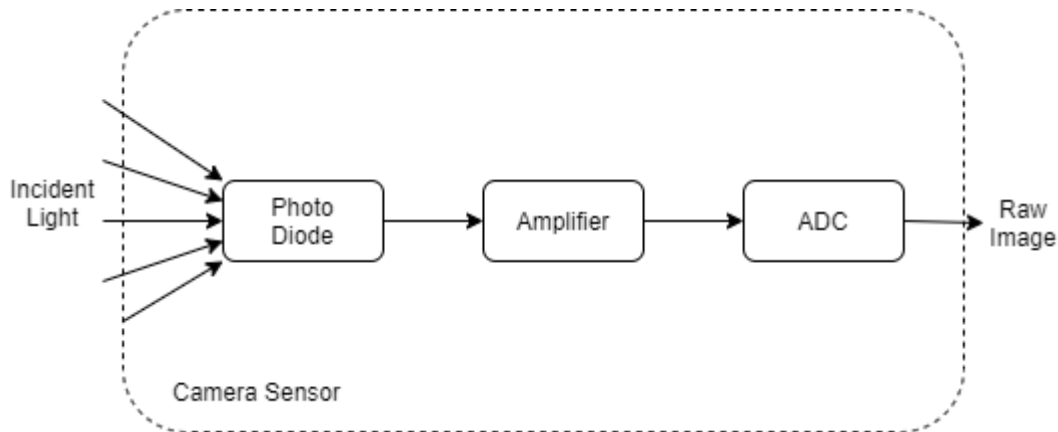 Incident
Light
Photo
Diode
Amplifier
ADC
Raw
Image
Camera Sensor